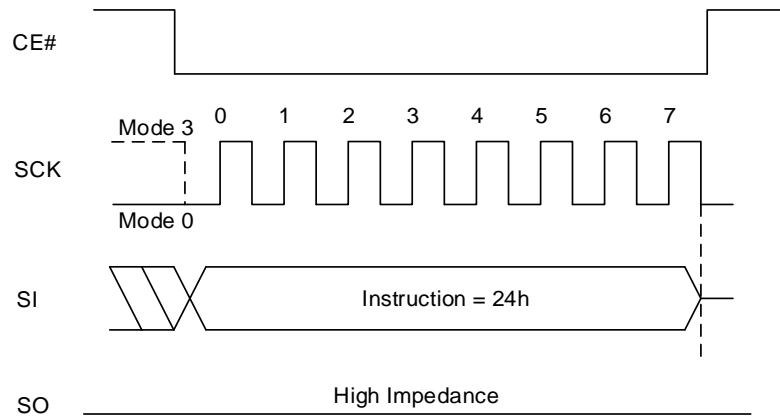 CE#
0 1 2 3 4 5 6 7
Mode 3
SCK
Mode 0
SI
Instruction = 24h
High Impedance
SO